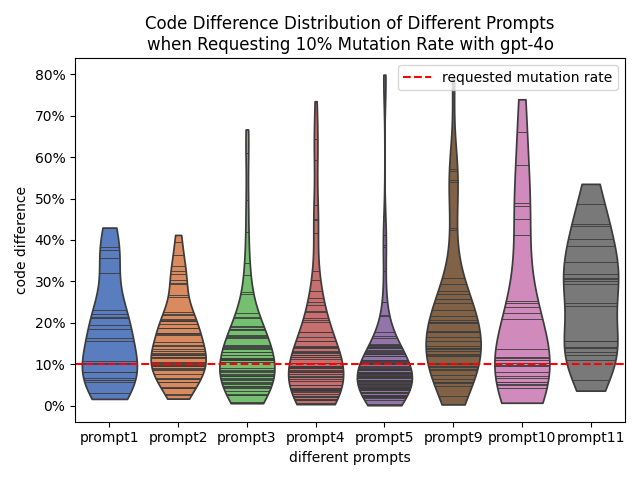 Code Difference Distribution of Different Prompts
when Requesting 10% Mutation Rate with gpt-4o
requested mutation rate
code difference
80%
70%
60%
50%
40%
30%
20%
10%
0%
prompt1 prompt2 prompt3 prompt4 prompt5 prompt9 prompt10 prompt11
different prompts